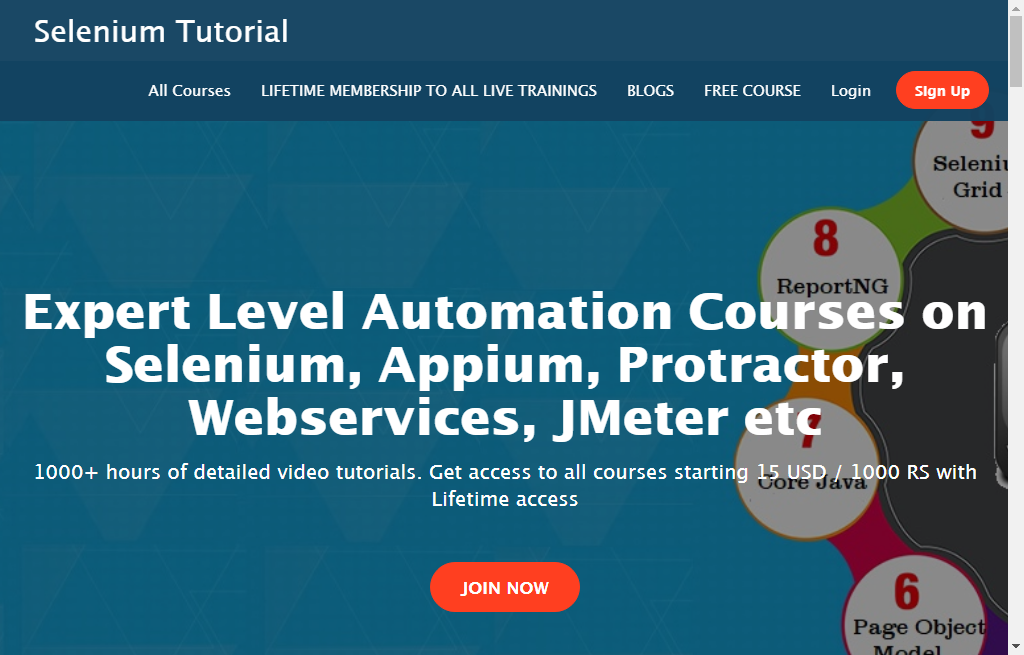 Selenium Tutorial
All Courses LIFETIME MEMBERSHIP TO ALL LIVE TRAININGS BLOGS FREE COURSE Login Sign Up
9
Grid
8
ReportNG
Expert Level Automation Courses on
Selenium, Appium, Protractor,
Webservices, JMeter etc
7
1000+ hours of detailed video tutorials. Get access to all courses starting 15 USD / 1000 RS with
Lifetime access
Core Java
JOIN NOW
6
Page Object
Model